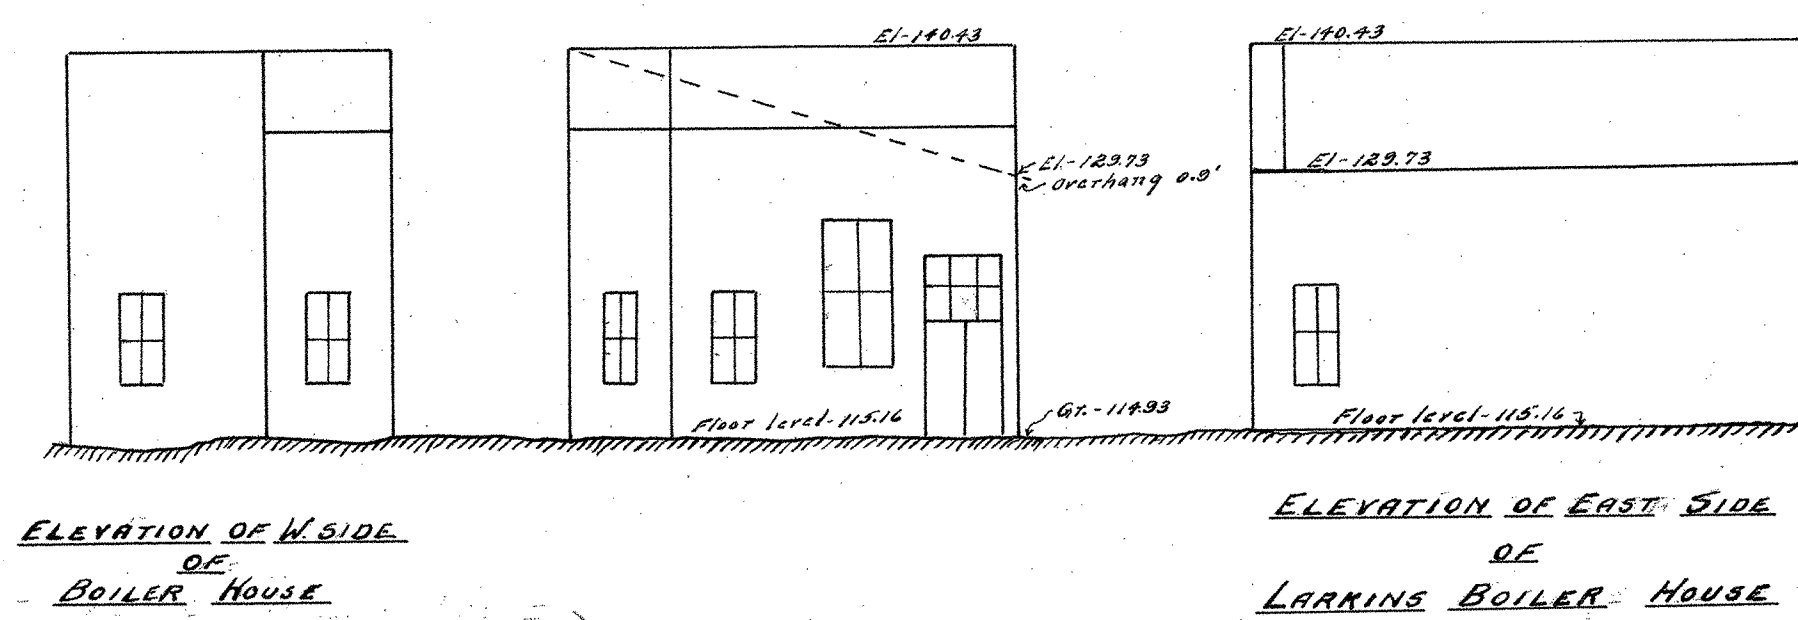 El-140.43
El-140.43
El-129.73
Overhang 0.9'
El-129.73
Floor level-115.16
Gr.-114.93
Floor level-115.16
ELEVATION OF W. SIDE
OF
BOILER HOUSE
ELEVATION OF EAST SIDE
OF
LARKINS BOILER HOUSE